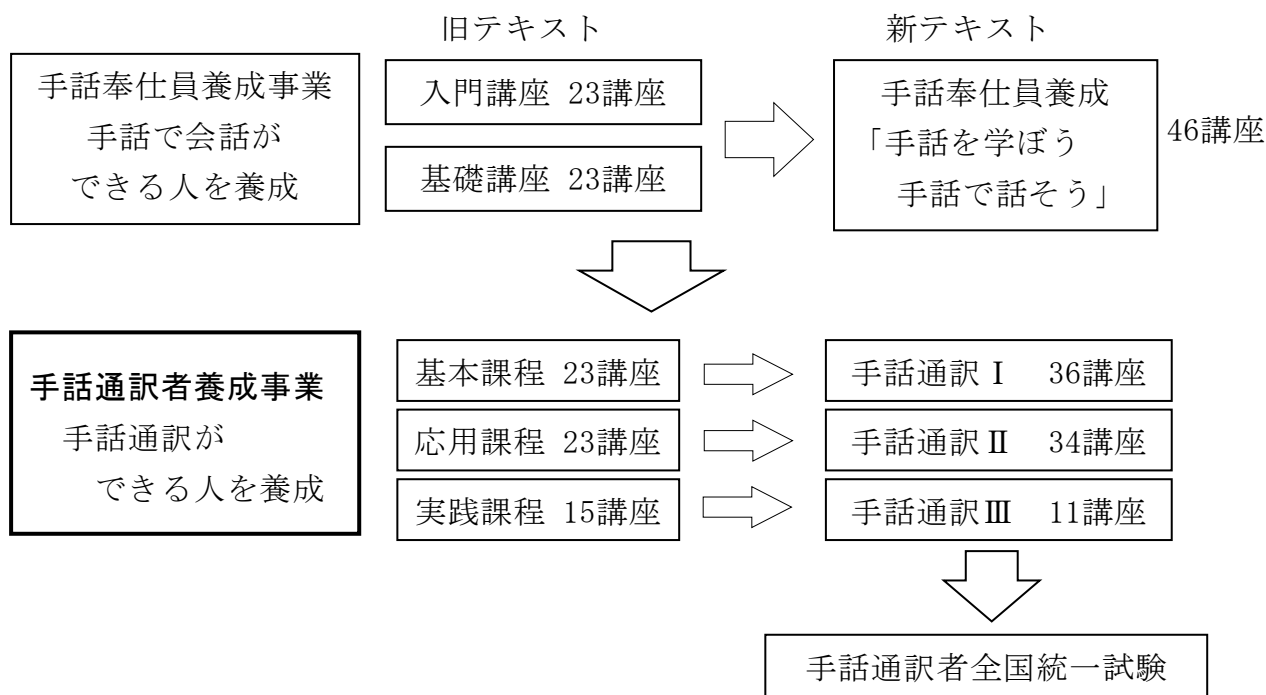 旧テキスト
新テキスト
手話奉仕員養成事業
手話で会話が
できる人を養成
入門講座 23講座
基礎講座 23講座
手話奉仕員養成
「手話を学ぼう
手話で話そう」
46講座
手話通訳者養成事業
手話通訳が
できる人を養成
基本課程 23講座
手話通訳Ⅰ 36講座
応用課程 23講座
手話通訳Ⅱ 34講座
実践課程 15講座
手話通訳Ⅲ 11講座
手話通訳者全国統一試験